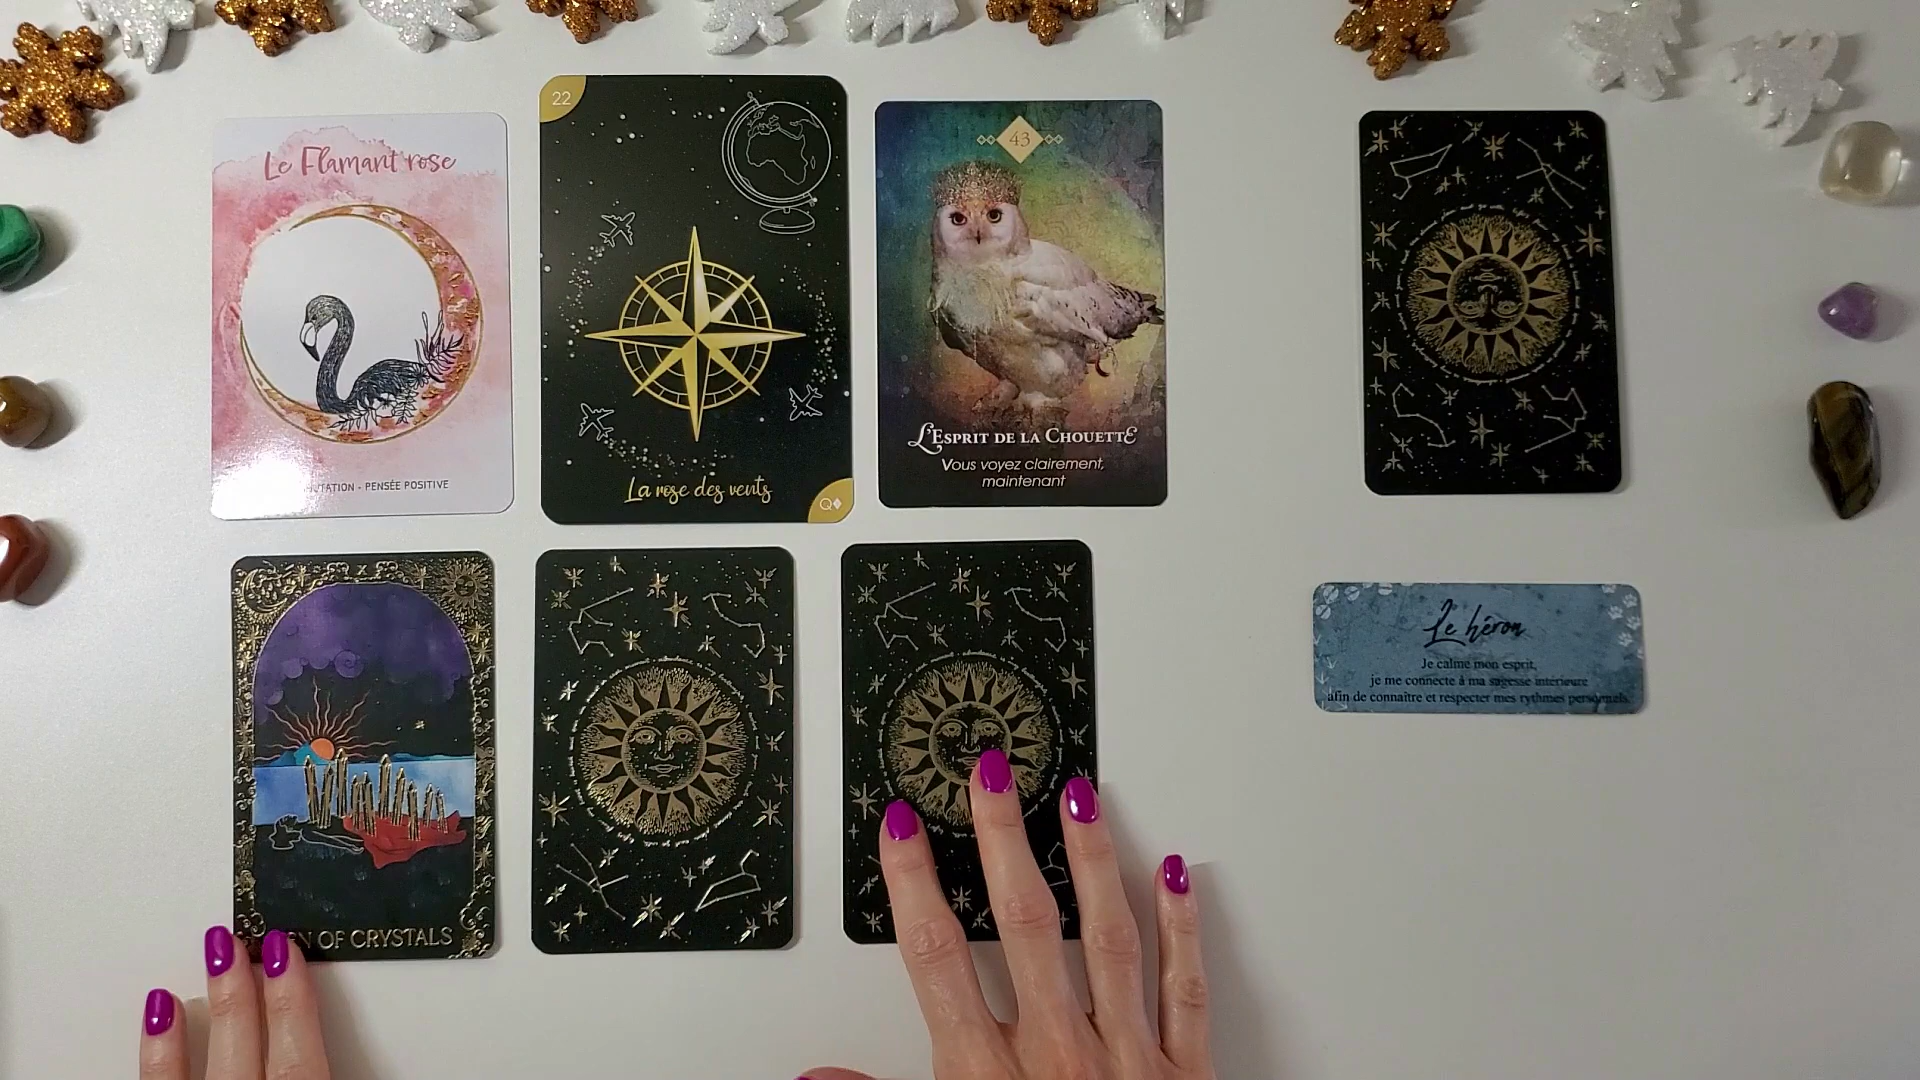 Le Flamant rose
PENSÉE POSITIVE
22
La rose des vents
Q♦
43
L'ESPRIT DE LA CHOUETTE
Vous voyez clairement,
maintenant
X
OF CRYSTALS
Le héron
Je calme mon esprit,
je me connecte à ma sagesse intérieure
afin de connaître et respecter mes rythmes personnels.